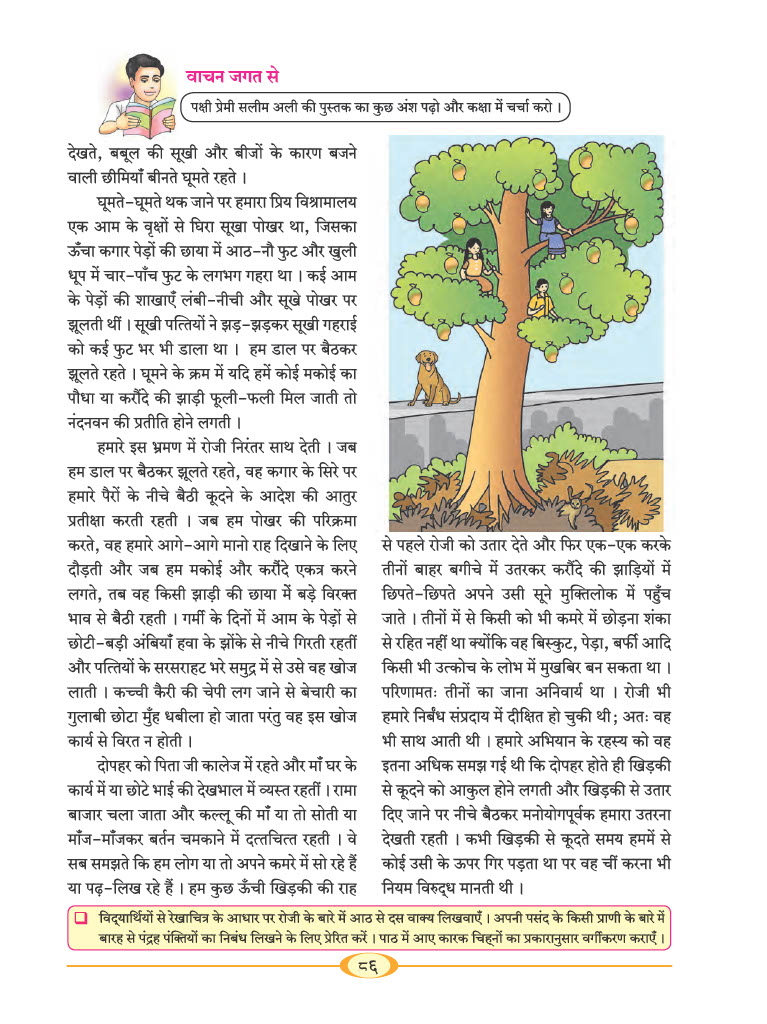 वाचन जगत से
पक्षी प्रेमी सलीम अली की पुस्तक का कुछ अंश पढ़ो और कक्षा में चर्चा करो ।
देखते, बबूल की सूखी और बीजों के कारण बजने
वाली छीमियाँ बीनते घूमते रहते ।
घूमते-घूमते थक जाने पर हमारा प्रिय विश्रामालय
एक आम के वृक्षों से घिरा सूखा पोखर था, जिसका
ऊँचा कगार पेड़ों की छाया में आठ-नौ फुट और खुली
धूप में चार-पाँच फुट के लगभग गहरा था । कई आम
के पेड़ों की शाखाएँ लंबी-नीची और सूखे पोखर पर
झूलती थीं । सूखी पत्तियों ने झड़-झड़कर सूखी गहराई
को कई फुट भर भी डाला था । हम डाल पर बैठकर
झूलते रहते । घूमने के क्रम में यदि हमें कोई मकोई का
पौधा या करौंदे की झाड़ी फूली-फली मिल जाती तो
नंदनवन की प्रतीति होने लगती ।
हमारे इस भ्रमण में रोजी निरंतर साथ देती । जब
हम डाल पर बैठकर झूलते रहते, वह कगार के सिरे पर
हमारे पैरों के नीचे बैठी कूदने के आदेश की आतुर
प्रतीक्षा करती रहती । जब हम पोखर की परिक्रमा
करते, वह हमारे आगे-आगे मानो राह दिखाने के लिए
दौड़ती और जब हम मकोई और करौंदे एकत्र करने
लगते, तब वह किसी झाड़ी की छाया में बड़े विरक्त
भाव से बैठी रहती । गर्मी के दिनों में आम के पेड़ों से
छोटी-बड़ी अंबियाँ हवा के झोंके से नीचे गिरती रहतीं
और पत्तियों के सरसराहट भरे समुद्र में से उसे वह खोज
लाती । कच्ची कैरी की चेपी लग जाने से बेचारी का
गुलाबी छोटा मुँह धबीला हो जाता परंतु वह इस खोज
कार्य से विरत न होती ।
दोपहर को पिता जी कालेज में रहते और माँ घर के
कार्य में या छोटे भाई की देखभाल में व्यस्त रहतीं । रामा
बाजार चला जाता और कल्लू की माँ या तो सोती या
माँज-माँजकर बर्तन चमकाने में दत्तचित्त रहती । वे
सब समझते कि हम लोग या तो अपने कमरे में सो रहे हैं
या पढ़-लिख रहे हैं । हम कुछ ऊँची खिड़की की राह
से पहले रोजी को उतार देते और फिर एक-एक करके
तीनों बाहर बगीचे में उतरकर करौंदे की झाड़ियों में
छिपते-छिपते अपने उसी सूने मुक्तिलोक में पहुँच
जाते । तीनों में से किसी को भी कमरे में छोड़ना शंका
से रहित नहीं था क्योंकि वह बिस्कुट, पेड़ा, बर्फी आदि
किसी भी उत्कोच के लोभ में मुखबिर बन सकता था ।
परिणामतः तीनों का जाना अनिवार्य था । रोजी भी
हमारे निर्बंध संप्रदाय में दीक्षित हो चुकी थी; अतः वह
भी साथ आती थी । हमारे अभियान के रहस्य को वह
इतना अधिक समझ गई थी कि दोपहर होते ही खिड़की
से कूदने को आकुल होने लगती और खिड़की से उतार
दिए जाने पर नीचे बैठकर मनोयोगपूर्वक हमारा उतरना
देखती रहती । कभी खिड़की से कूदते समय हममें से
कोई उसी के ऊपर गिर पड़ता था पर वह चीं करना भी
नियम विरुद्ध मानती थी ।
❑ विद्यार्थियों से रेखाचित्र के आधार पर रोजी के बारे में आठ से दस वाक्य लिखवाएँ । अपनी पसंद के किसी प्राणी के बारे में
बारह से पंद्रह पंक्तियों का निबंध लिखने के लिए प्रेरित करें । पाठ में आए कारक चिह्नों का प्रकारानुसार वर्गीकरण कराएँ ।
८६